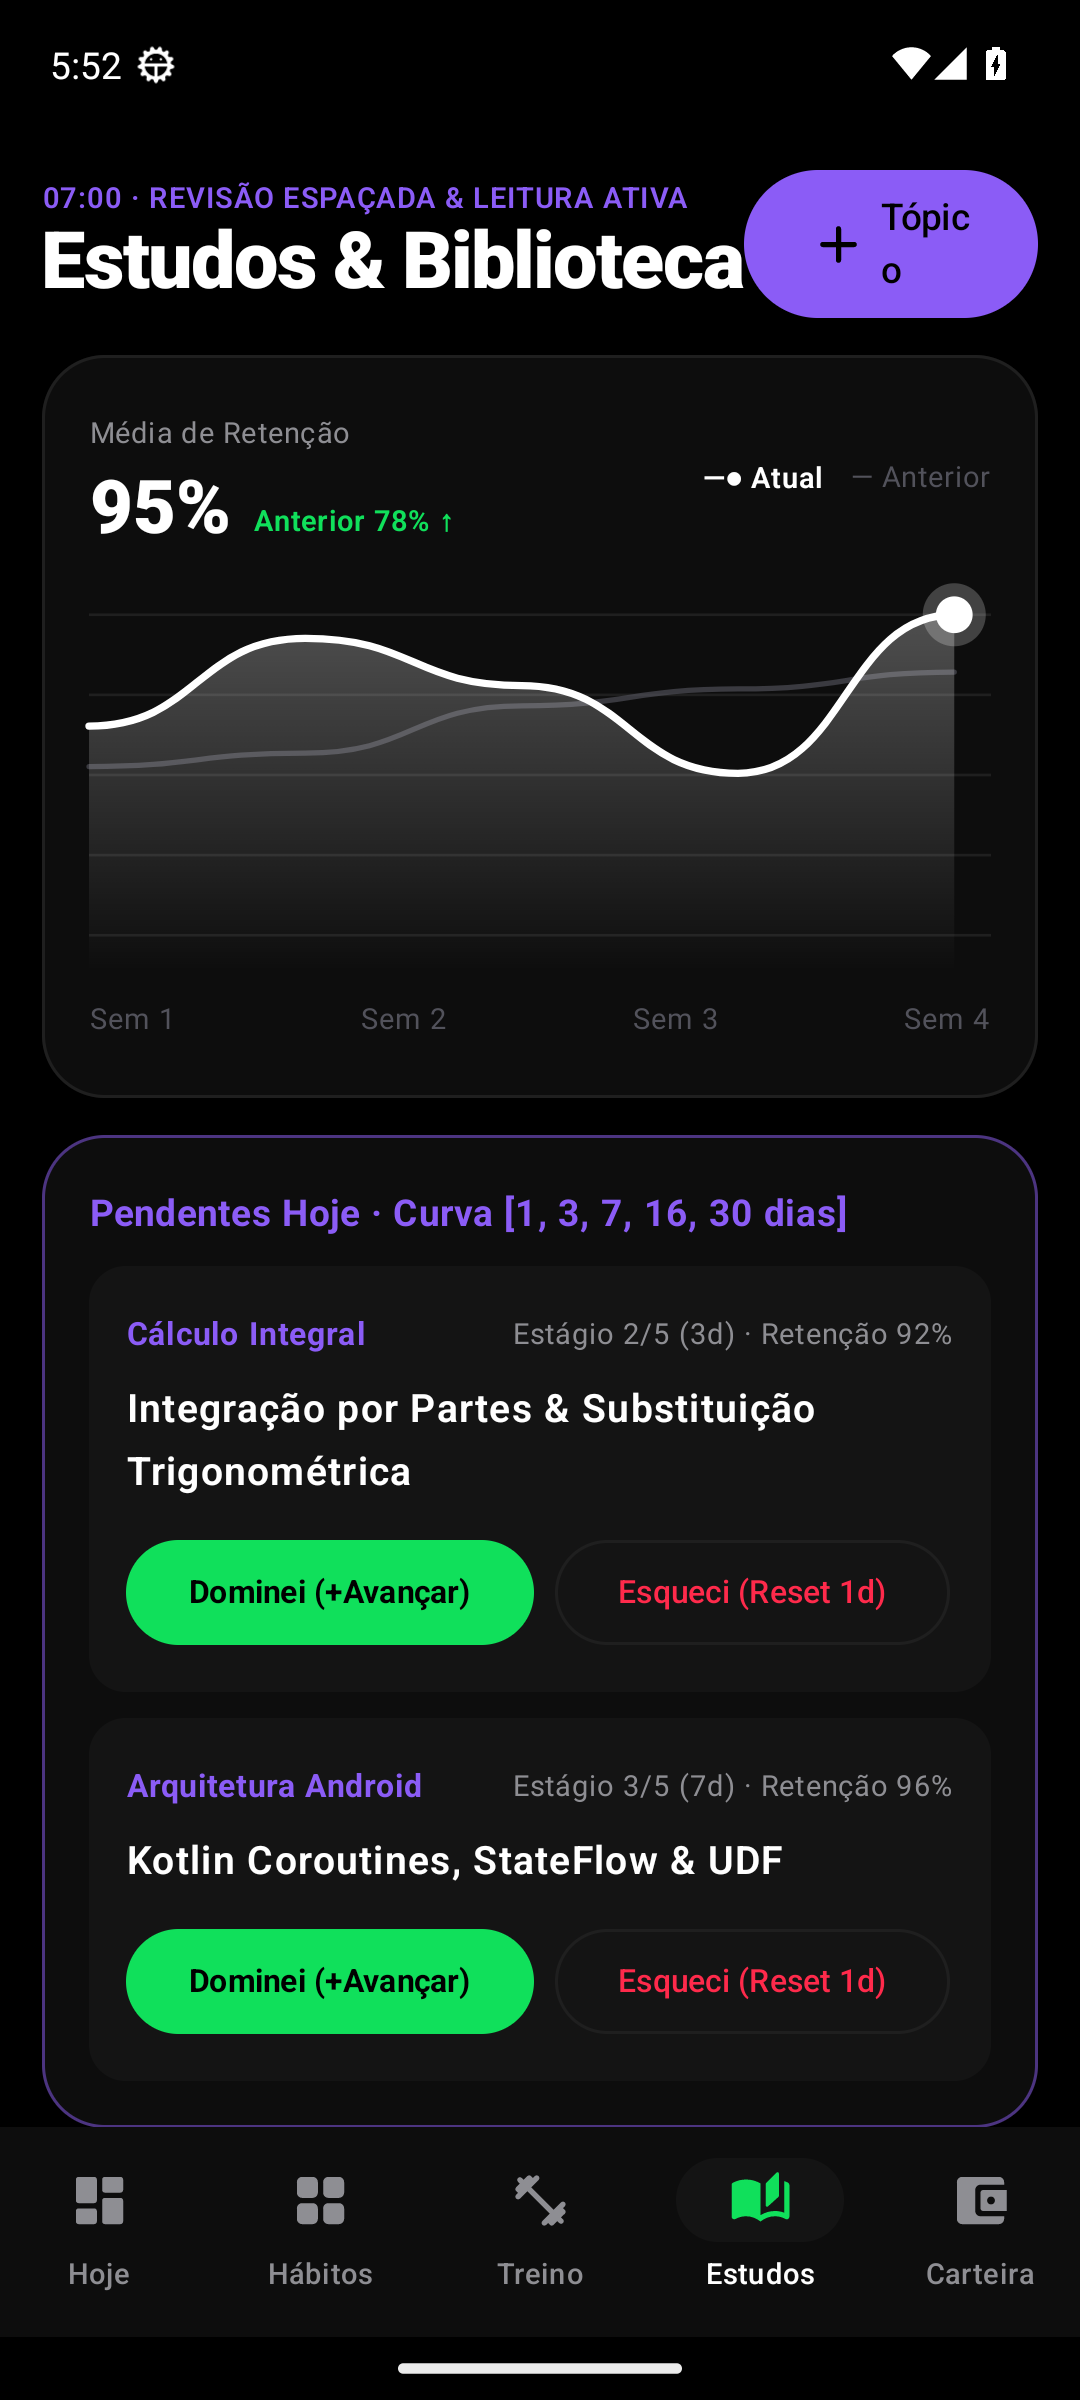 5:52
07:00 · REVISÃO ESPAÇADA & LEITURA ATIVA
Estudos & Biblioteca
Tópic
o
Média de Retenção
95%
Anterior 78% ↑
Atual
Anterior
Sem 1
Sem 2
Sem 3
Sem 4
Pendentes Hoje · Curva [1, 3, 7, 16, 30 dias]
Cálculo Integral
Estágio 2/5 (3d) · Retenção 92%
Integração por Partes & Substituição
Trigonométrica
Dominei (+Avançar)
Esqueci (Reset 1d)
Arquitetura Android
Estágio 3/5 (7d) · Retenção 96%
Kotlin Coroutines, StateFlow & UDF
Dominei (+Avançar)
Esqueci (Reset 1d)
Hoje
Hábitos
Treino
Estudos
Carteira